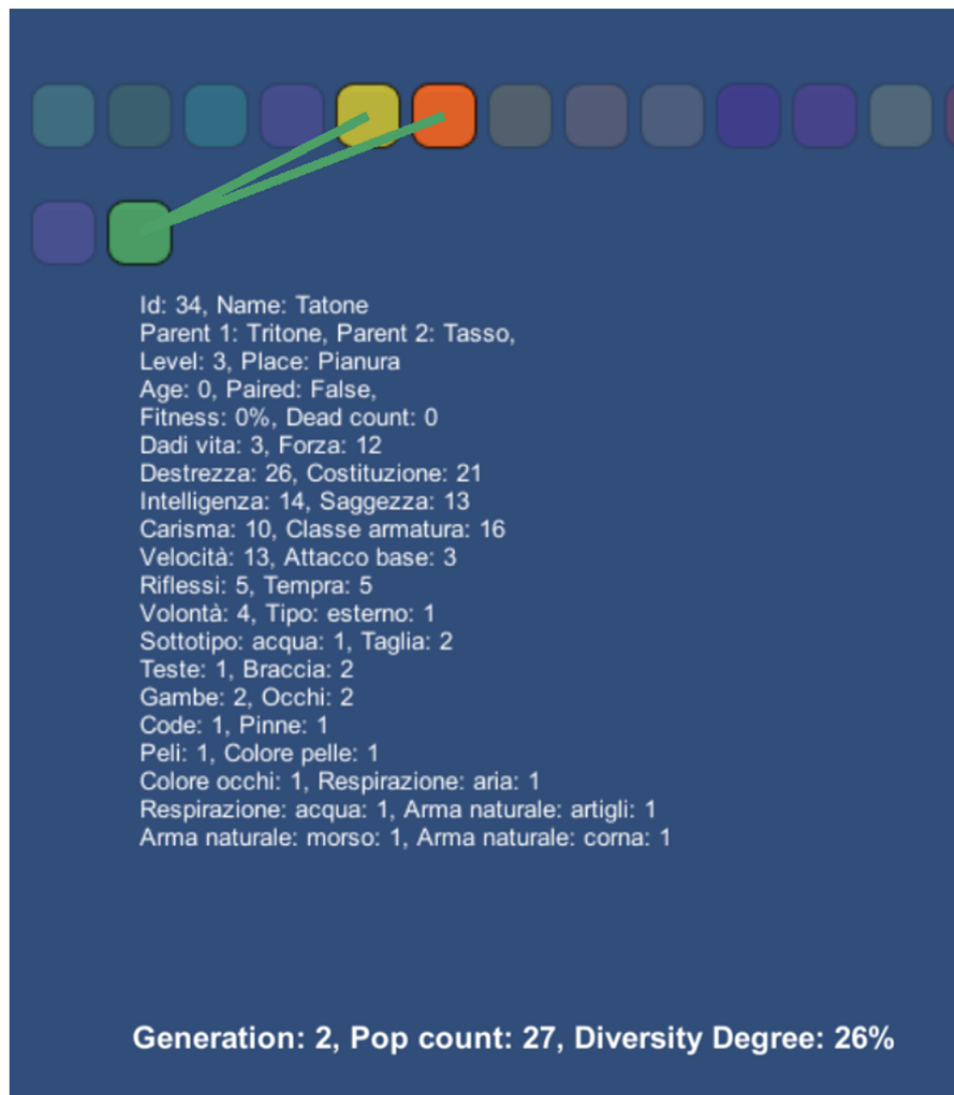 Id: 34, Name: Tatone
Parent 1: Tritone, Parent 2: Tasso,
Level: 3, Place: Pianura
Age: 0, Paired: False,
Fitness: 0%, Dead count: 0
Dadi vita: 3, Forza: 12
Destrezza: 26, Costituzione: 21
Intelligenza: 14, Saggezza: 13
Carisma: 10, Classe armatura: 16
Velocità: 13, Attacco base: 3
Riflessi: 5, Tempra: 5
Volontà: 4, Tipo: esterno: 1
Sottotipo: acqua: 1, Taglia: 2
Teste: 1, Braccia: 2
Gambe: 2, Occhi: 2
Code: 1, Pinne: 1
Peli: 1, Colore pelle: 1
Colore occhi: 1, Respirazione: aria: 1
Respirazione: acqua: 1, Arma naturale: artigli: 1
Arma naturale: morso: 1, Arma naturale: corna: 1
Generation: 2, Pop count: 27, Diversity Degree: 26%